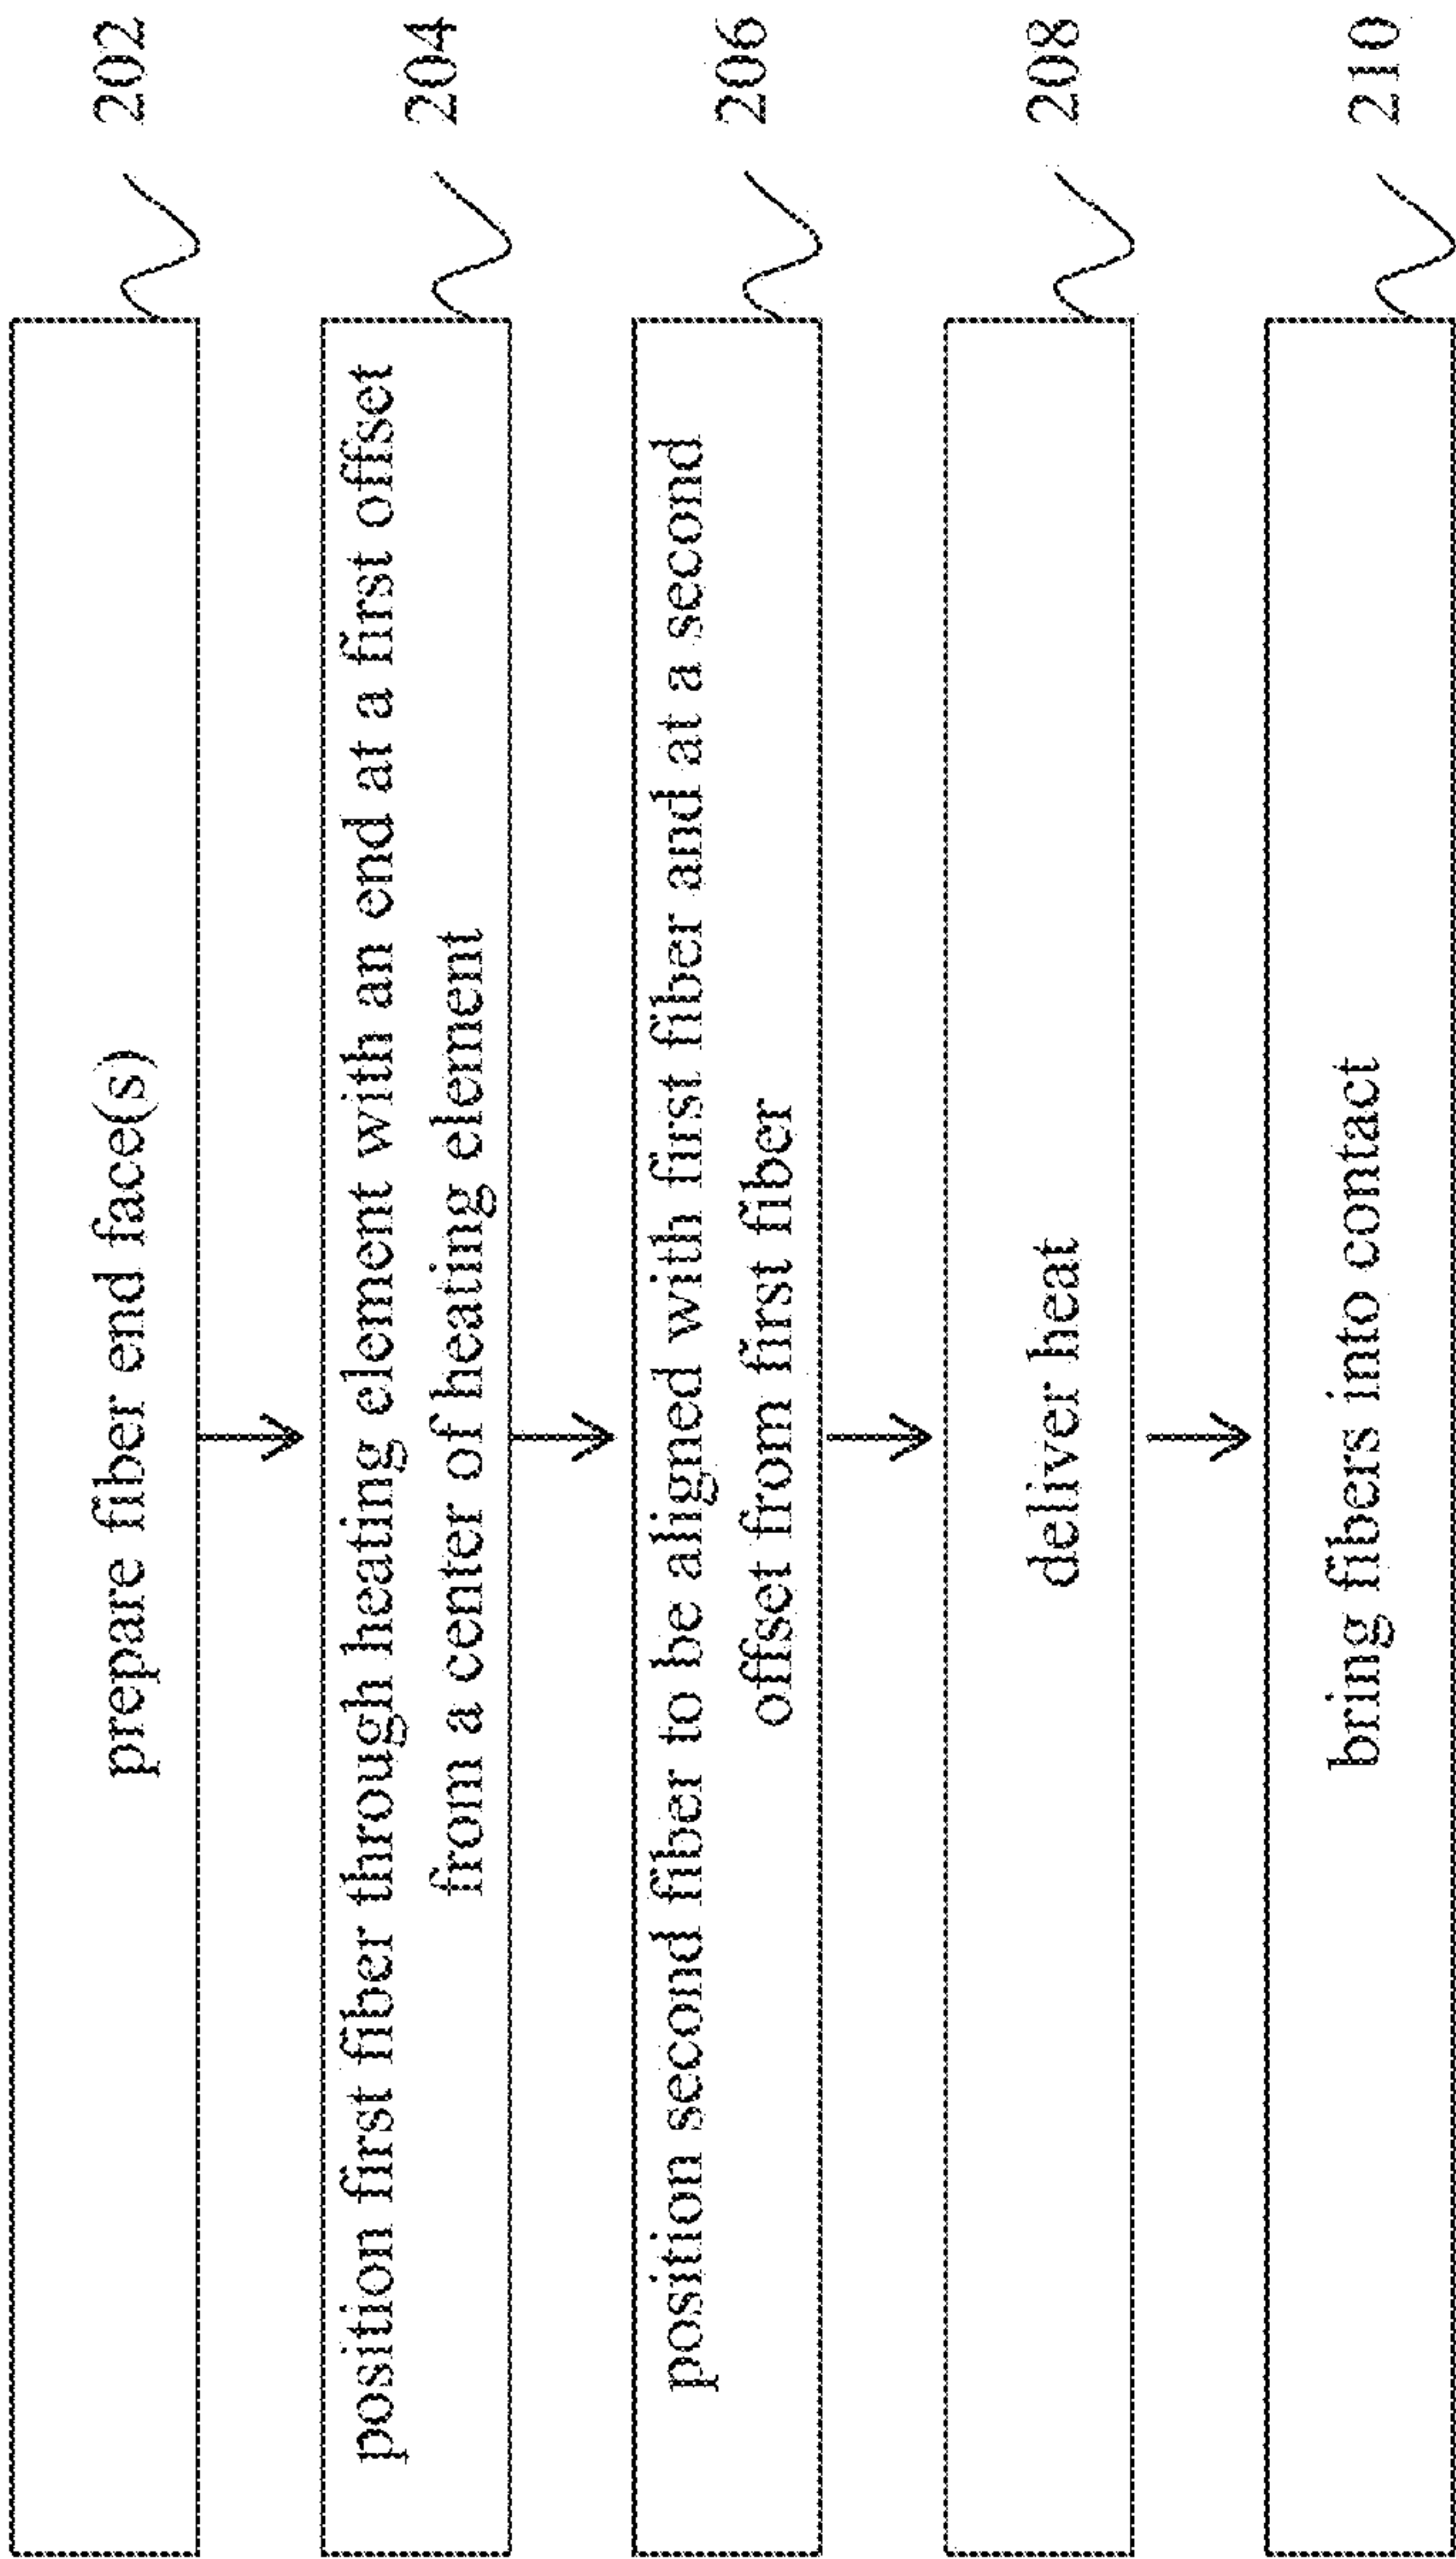 prepare fiber end face(s)
202
position first fiber through heating element with an end at a first offset
from a center of heating element
204
position second fiber to be aligned with first fiber and at a second
offset from first fiber
206
deliver heat
208
bring fibers into contact
210